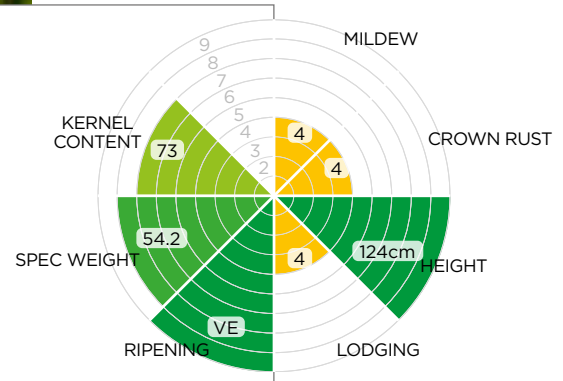 MILDEW
9
8
7
6
5
4
3
2
4
CROWN RUST
4
KERNEL
CONTENT
73
124cm
HEIGHT
54.2
SPEC WEIGHT
4
VE
RIPENING
LODGING